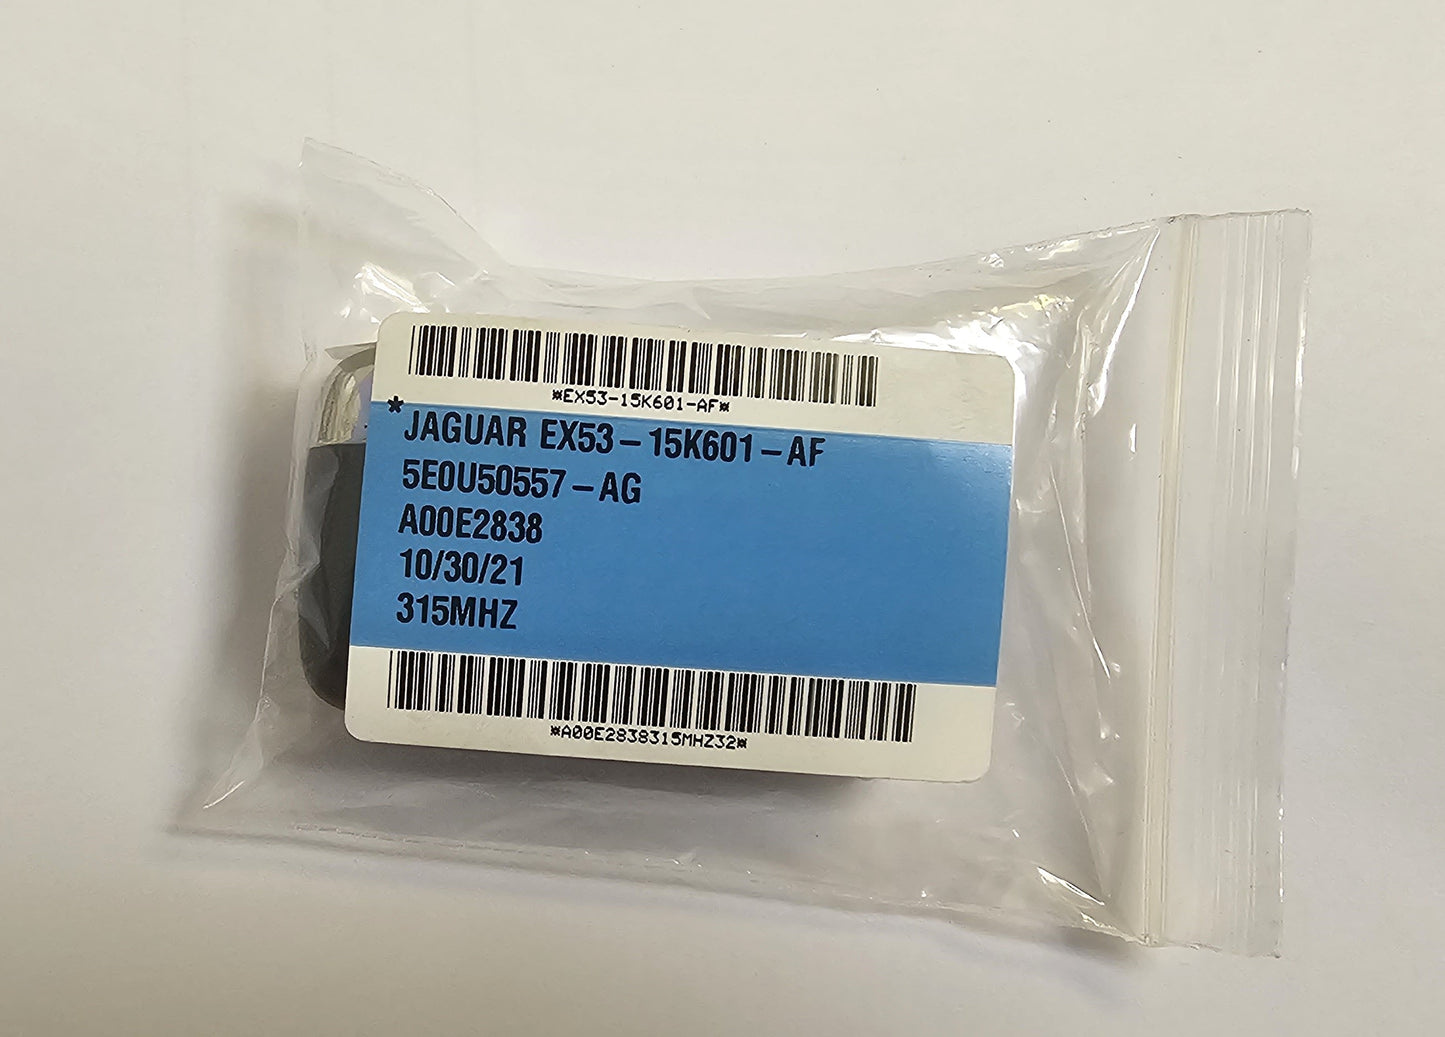 *EX53-15K601-AF*
*
JAGUAR EX53-15K601-AF
5E0U50557-AG
A00E2838
10/30/21
315MHZ
*A00E2838315MHZ32*